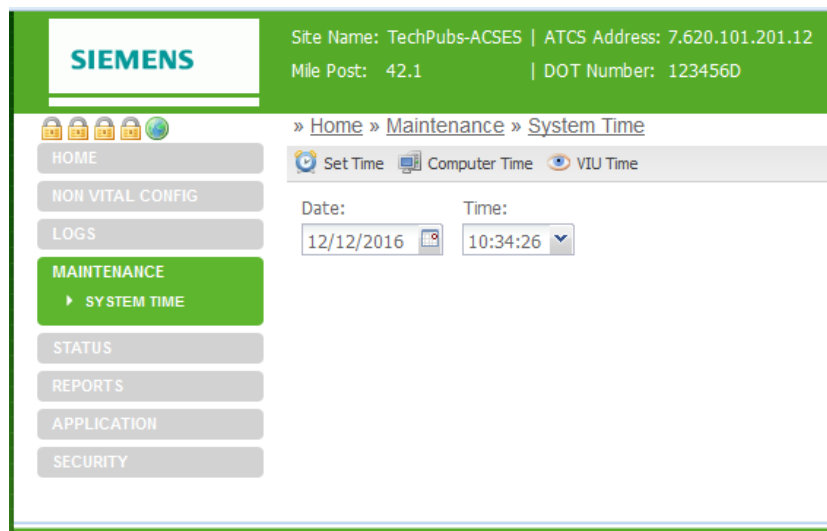 SIEMENS
Site Name: TechPubs-ACSES | ATCS Address: 7.620.101.201.12
Mile Post: 42.1 | DOT Number: 123456D
» Home » Maintenance » System Time
Set Time Computer Time VIU Time
HOME
NON VITAL CONFIG
LOGS
MAINTENANCE
SYSTEM TIME
STATUS
REPORTS
APPLICATION
SECURITY
Date: Time:
12/12/2016 10:34:26